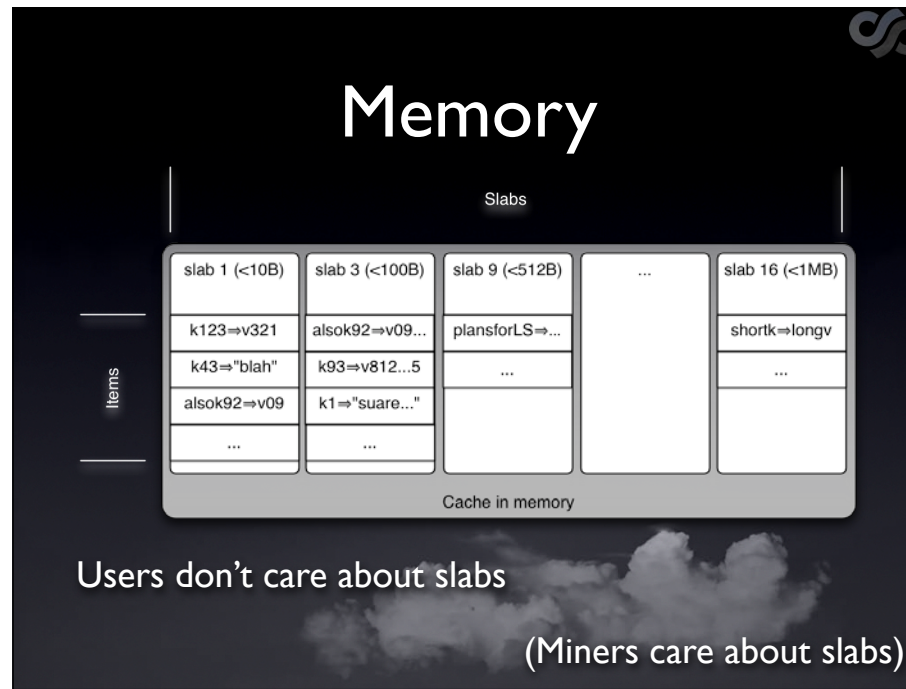 Memory
Slabs
slab 1 (<10B) slab 3 (<100B) slab 9 (<512B) ... slab 16 (<1MB)
Items
k123⇒v321 alsok92⇒v09... plansforLS⇒... shortk⇒longv
k43⇒"blah" k93⇒v812...5 ... ...
alsok92⇒v09 k1⇒"suare..."
... ...
Cache in memory
Users don’t care about slabs
(Miners care about slabs)